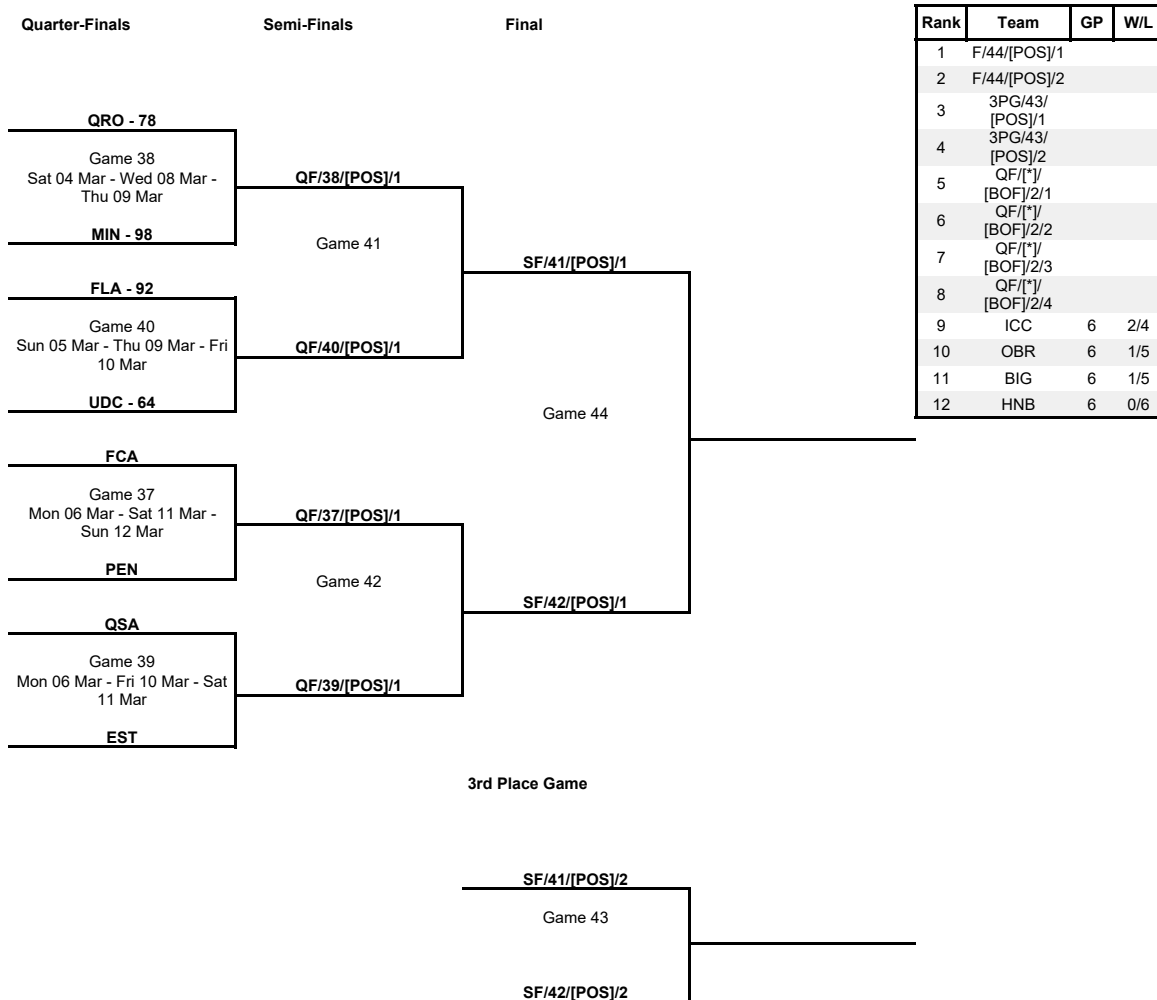 Quarter-Finals
Semi-Finals
Final
QRO - 78
Game 38
Sat 04 Mar - Wed 08 Mar -
Thu 09 Mar
MIN - 98
FLA - 92
Game 40
Sun 05 Mar - Thu 09 Mar - Fri
10 Mar
UDC - 64
FCA
Game 37
Mon 06 Mar - Sat 11 Mar -
Sun 12 Mar
PEN
QSA
Game 39
Mon 06 Mar - Fri 10 Mar - Sat
11 Mar
EST
QF/38/[POS]/1
Game 41
QF/40/[POS]/1
QF/37/[POS]/1
Game 42
QF/39/[POS]/1
SF/41/[POS]/1
Game 44
SF/42/[POS]/1
3rd Place Game
SF/41/[POS]/2
Game 43
SF/42/[POS]/2
Rank Team GP W/L
1 F/44/[POS]/1
2 F/44/[POS]/2
3 3PG/43/
[POS]/1
4 3PG/43/
[POS]/2
5 QF/[*]/
[BOF]/2/1
6 QF/[*]/
[BOF]/2/2
7 QF/[*]/
[BOF]/2/3
8 QF/[*]/
[BOF]/2/4
9 ICC 6 2/4
10 OBR 6 1/5
11 BIG 6 1/5
12 HNB 6 0/6